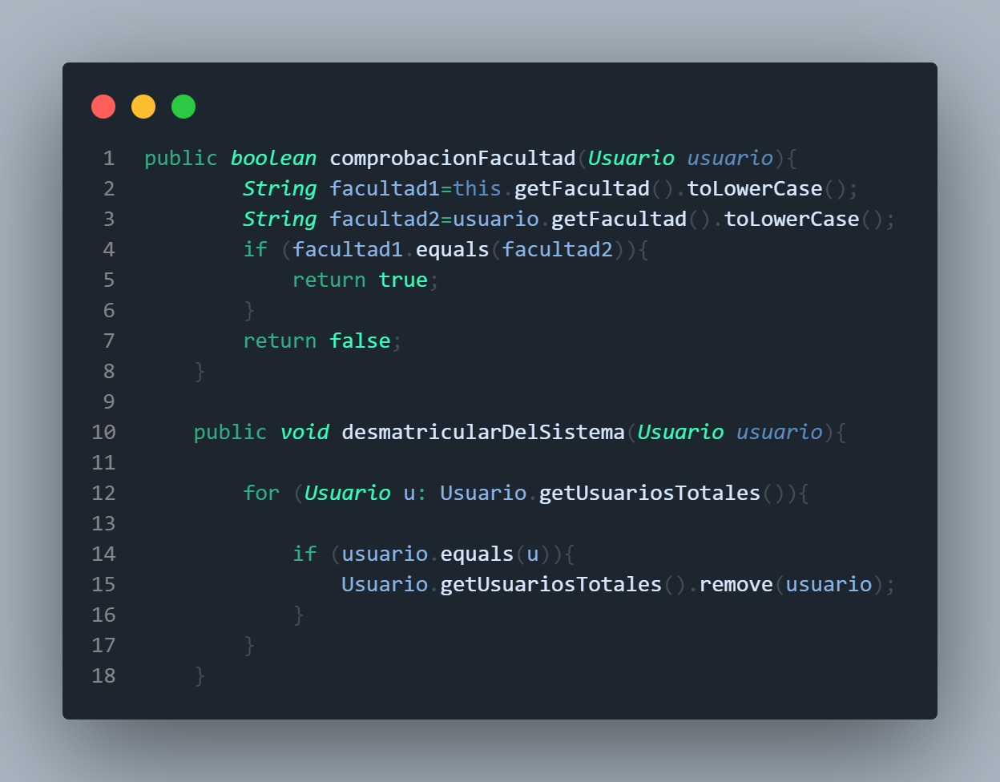 1 public boolean comprobacionFacultad(Usuario usuario){
2 String facultad1=this.getFacultad().toLowerCase();
3 String facultad2=usuario.getFacultad().toLowerCase();
4 if (facultad1.equals(facultad2)){
5 return true;
6 }
7 return false;
8 }
9
10 public void desmatricularDelSistema(Usuario usuario){
11
12 for (Usuario u: Usuario.getUsuariosTotales()){
13
14 if (usuario.equals(u)){
15 Usuario.getUsuariosTotales().remove(usuario);
16 }
17 }
18 }